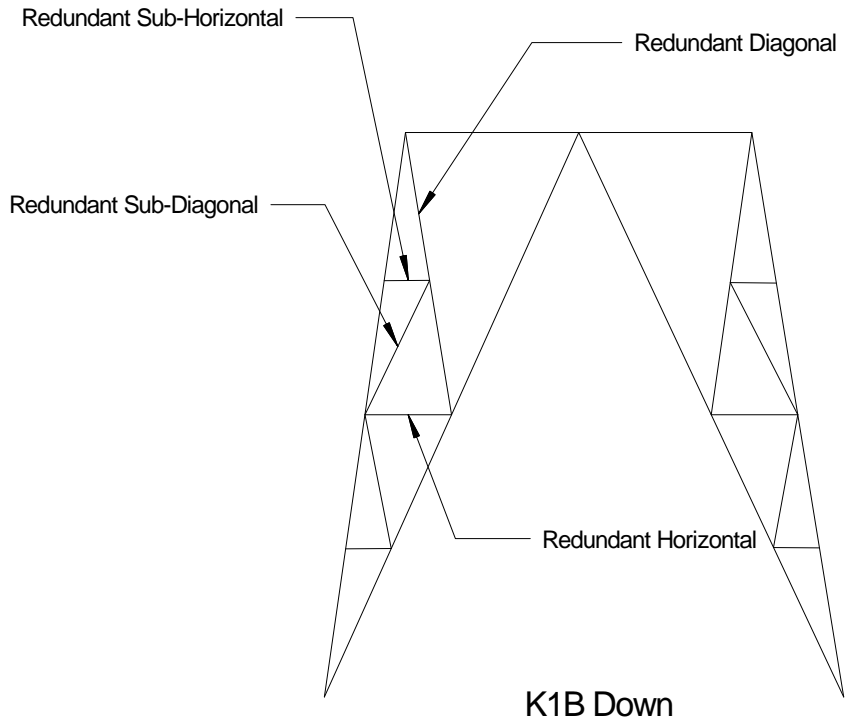 Redundant Sub-Horizontal
Redundant Diagonal
Redundant Sub-Diagonal
Redundant Horizontal
K1B Down